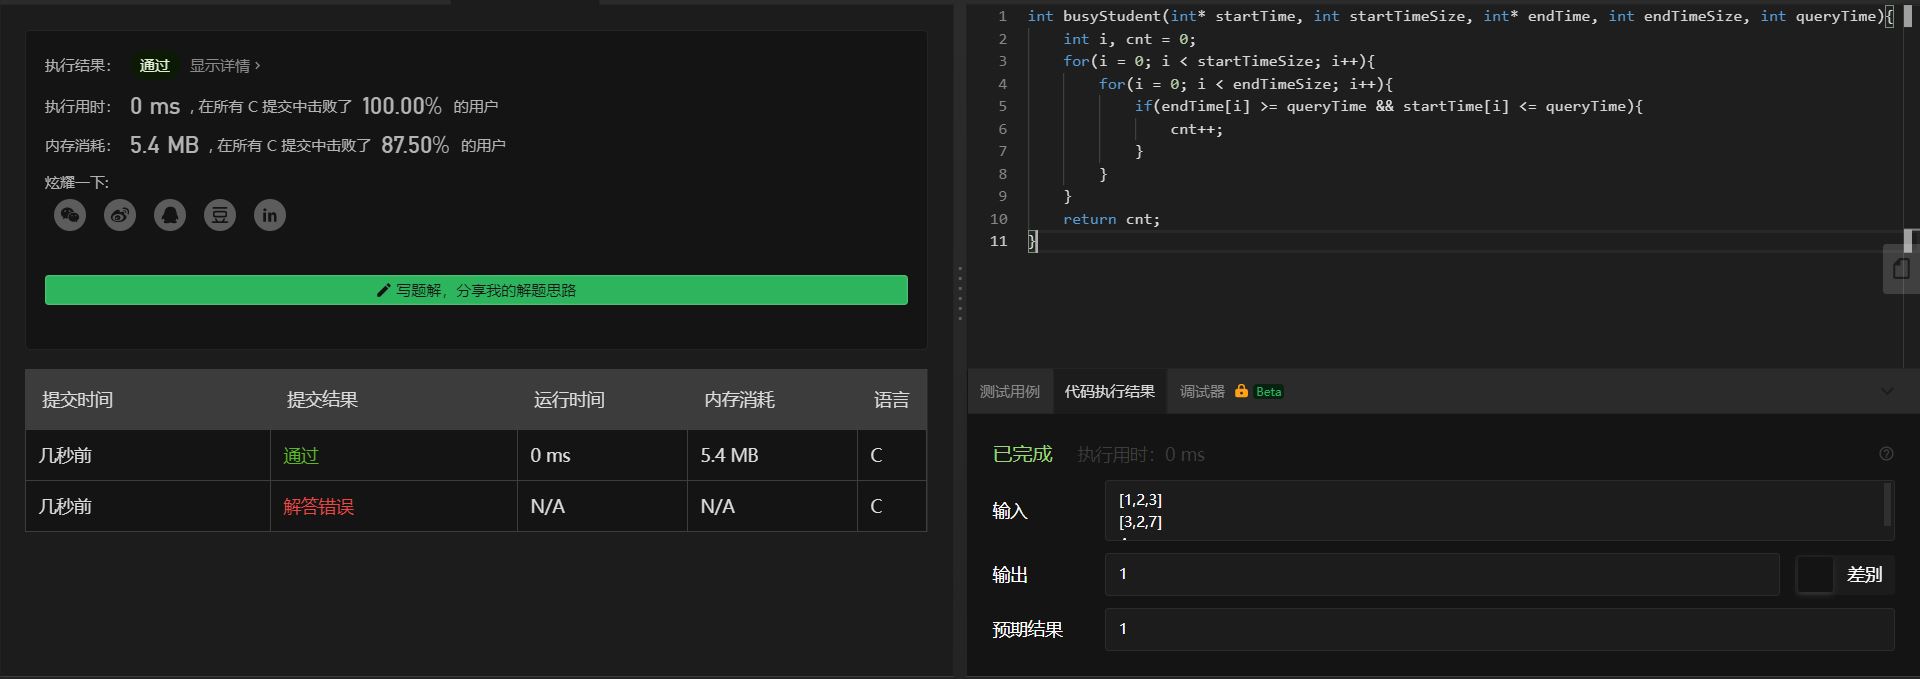 执行结果： 通过 显示详情 ›
执行用时： 0 ms , 在所有 C 提交中击败了 100.00% 的用户
内存消耗： 5.4 MB , 在所有 C 提交中击败了 87.50% 的用户
炫耀一下:
写题解，分享我的解题思路
提交时间 提交结果 运行时间 内存消耗 语言
几秒前 通过 0 ms 5.4 MB C
几秒前 解答错误 N/A N/A C
1 int busyStudent(int* startTime, int startTimeSize, int* endTime, int endTimeSize, int queryTime){
2 int i, cnt = 0;
3 for(i = 0; i < startTimeSize; i++){
4 for(i = 0; i < endTimeSize; i++){
5 if(endTime[i] >= queryTime && startTime[i] <= queryTime){
6 cnt++;
7 }
8 }
9 }
10 return cnt;
11 }
测试用例 代码执行结果 调试器 Beta
已完成 执行用时：0 ms
输入
[1,2,3]
[3,2,7]
输出 1 差别
预期结果 1